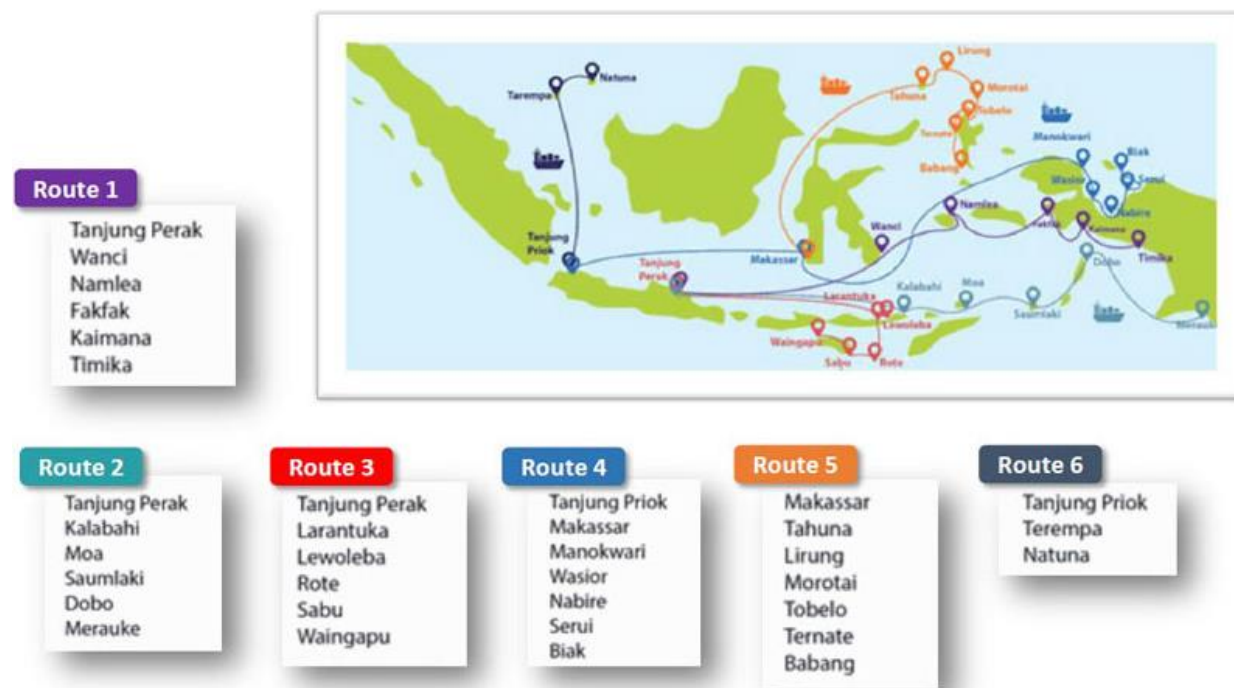 Natuna
Tarempa
Lirung
Tahuna
Morotai
Tobelo
Ternate
Babang
Manokwari
Biak
Wasior
Serui
Nabire
Namlea
Wanci
Fakfak
Kaimana
Timika
Tanjung
Priok
Makassar
Tanjung
Perak
Dobo
Kalabahi
Moa
Larantuka
Lewoleba
Saumlaki
Merauke
Waingapu
Sabu
Rote
Route 1
Tanjung Perak
Wanci
Namlea
Fakfak
Kaimana
Timika
Route 2
Tanjung Perak
Kalabahi
Moa
Saumlaki
Dobo
Merauke
Route 3
Tanjung Perak
Larantuka
Lewoleba
Rote
Sabu
Waingapu
Route 4
Tanjung Priok
Makassar
Manokwari
Wasior
Nabire
Serui
Biak
Route 5
Makassar
Tahuna
Lirung
Morotai
Tobelo
Ternate
Babang
Route 6
Tanjung Priok
Terempa
Natuna